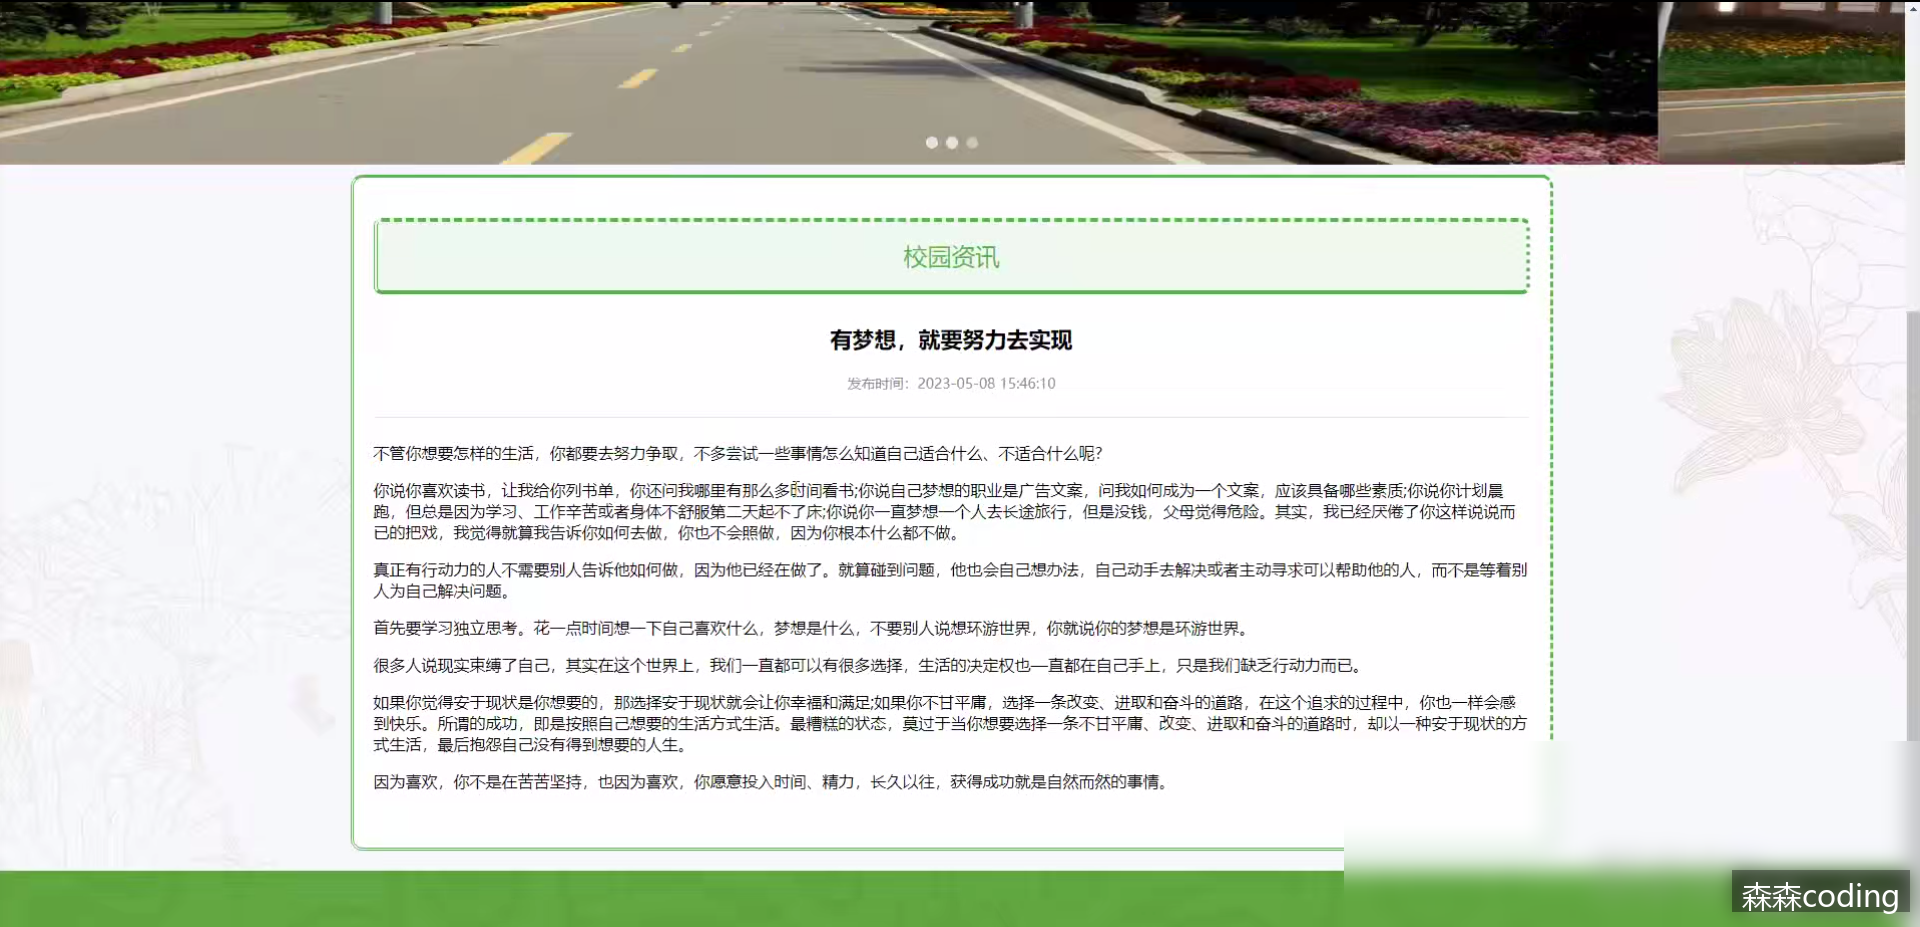 校园资讯
有梦想，就要努力去实现
发布时间：2023-05-08 15:46:10
不管你想要怎样的生活，你都要去努力争取，不多尝试一些事情怎么知道自己适合什么、不适合什么呢?
你说你喜欢读书，让我给你列书单，你还问我哪里有那么多时间看书;你说自己梦想的职业是广告文案，问我如何成为一个文案，应该具备哪些素质;你说你计划晨
跑，但总是因为学习、工作辛苦或者身体不舒服第二天起不了床;你说你一直梦想一个人去长途旅行，但是没钱，父母觉得危险。其实，我已经厌倦了你这样说说而
已的把戏，我觉得就算我告诉你如何去做，你也不会照做，因为你根本什么都不做。
真正有行动力的人不需要别人告诉他如何做，因为他已经在做了。就算碰到问题，他也会自己想办法，自己动手去解决或者主动寻求可以帮助他的人，而不是等着别
人为自己解决问题。
首先要学习独立思考。花一点时间想一下自己喜欢什么，梦想是什么，不要别人说想环游世界，你就说你的梦想是环游世界。
很多人说现实束缚了自己，其实在这个世界上，我们一直都可以有很多选择，生活的决定权也—直都在自己手上，只是我们缺乏行动力而已。
如果你觉得安于现状是你想要的，那选择安于现状就会让你幸福和满足;如果你不甘平庸，选择一条改变、进取和奋斗的道路，在这个追求的过程中，你也一样会感
到快乐。所谓的成功，即是按照自己想要的生活方式生活。最糟糕的状态，莫过于当你想要选择一条不甘平庸、改变、进取和奋斗的道路时，却以一种安于现状的方
式生活，最后抱怨自己没有得到想要的人生。
因为喜欢，你不是在苦苦坚持，也因为喜欢，你愿意投入时间、精力，长久以往，获得成功就是自然而然的事情。
森森coding